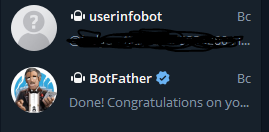 userinfobot Вс
BotFather Вс
Done! Congratulations on yo...